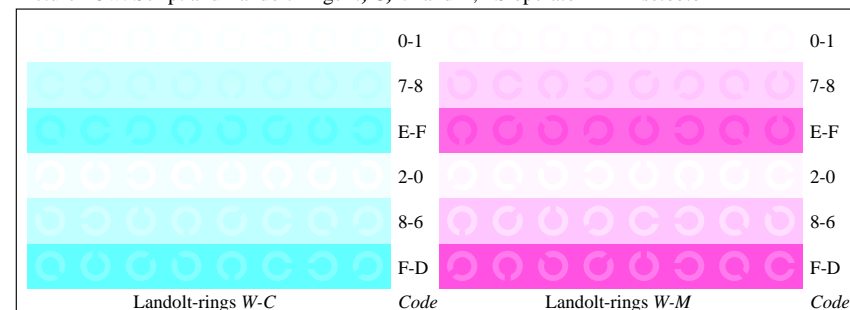 0-1 0-1
7-8 7-8
E-F E-F
2-0 2-0
8-6 8-6
F-D F-D
Landolt-rings W-C Code Landolt-rings W-M Code